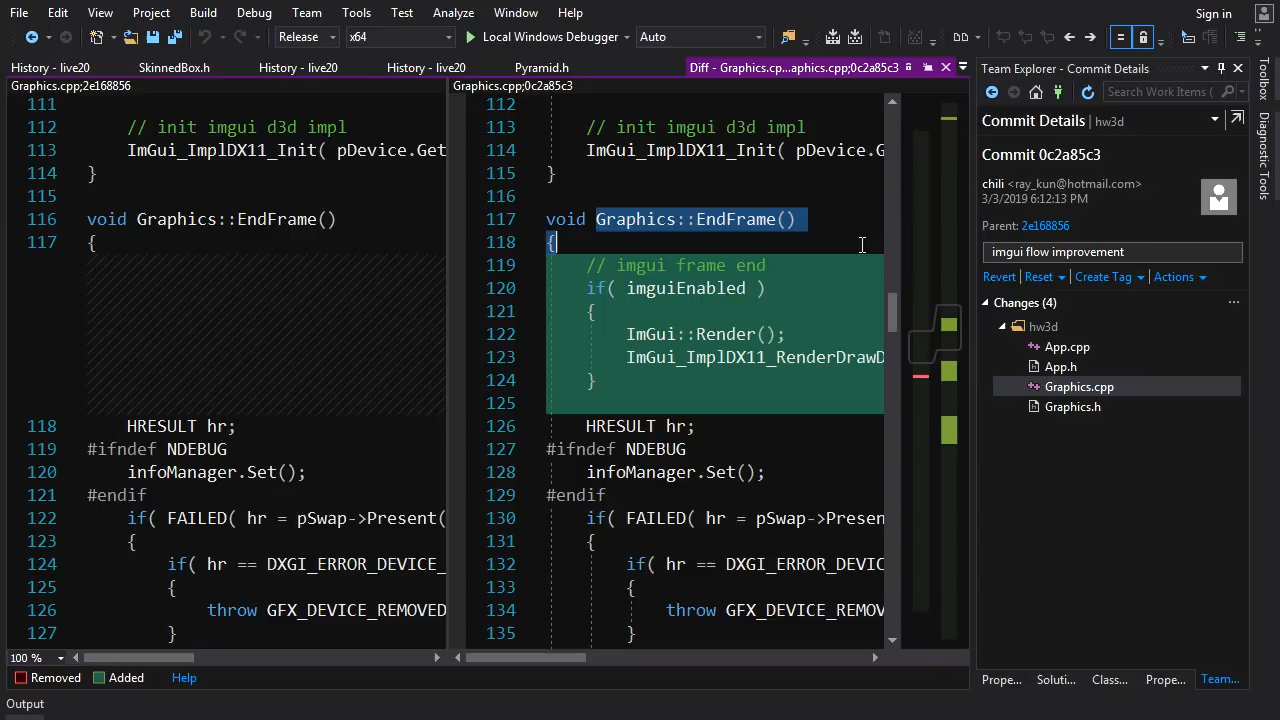 File Edit View Project Build Debug Team Tools Test Analyze Window Help Sign in
Release x64 Local Windows Debugger Auto
History - live20 SkinnedBox.h History - live20 History - live20 Pyramid.h Diff - Graphics.cp...aphics.cpp;0c2a85c3
Graphics.cpp;2e168856
111
112 // init imgui d3d impl
113 ImGui_ImplDX11_Init( pDevice.Get
114 }
115
116 void Graphics::EndFrame()
117 {
118 HRESULT hr;
119 #ifndef NDEBUG
120 infoManager.Set();
121 #endif
122 if( FAILED( hr = pSwap->Present(
123 {
124 if( hr == DXGI_ERROR_DEVICE_
125 {
126 throw GFX_DEVICE_REMOVED
127 }
100 %
Graphics.cpp;0c2a85c3
112
113 // init imgui d3d impl
114 ImGui_ImplDX11_Init( pDevice.G
115 }
116
117 void Graphics::EndFrame()
118 {
119 // imgui frame end
120 if( imguiEnabled )
121 {
122 ImGui::Render();
123 ImGui_ImplDX11_RenderDrawD
124 }
125
126 HRESULT hr;
127 #ifndef NDEBUG
128 infoManager.Set();
129 #endif
130 if( FAILED( hr = pSwap->Presen
131 {
132 if( hr == DXGI_ERROR_DEVIC
133 {
134 throw GFX_DEVICE_REMOV
135 }
Removed Added Help
Output
Team Explorer - Commit Details
Search Work Items (
Commit Details | hw3d
Commit 0c2a85c3
chili <ray_kun@hotmail.com>
3/3/2019 6:12:13 PM
Parent: 2e168856
imgui flow improvement
Revert Reset Create Tag Actions
Changes (4) ...
hw3d
App.cpp
App.h
Graphics.cpp
Graphics.h
Prope... Soluti... Class... Prope... Team...
Toolbox
Diagnostic Tools